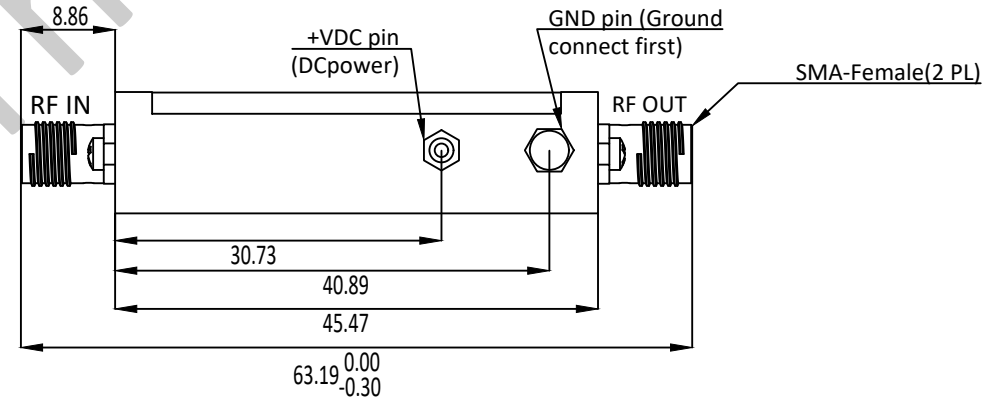 8.86
GND pin (Ground
connect first)
+VDC pin
(DCpower)
SMA-Female(2 PL)
RF IN
RF OUT
30.73
40.89
45.47
63.19 0.00
-0.30